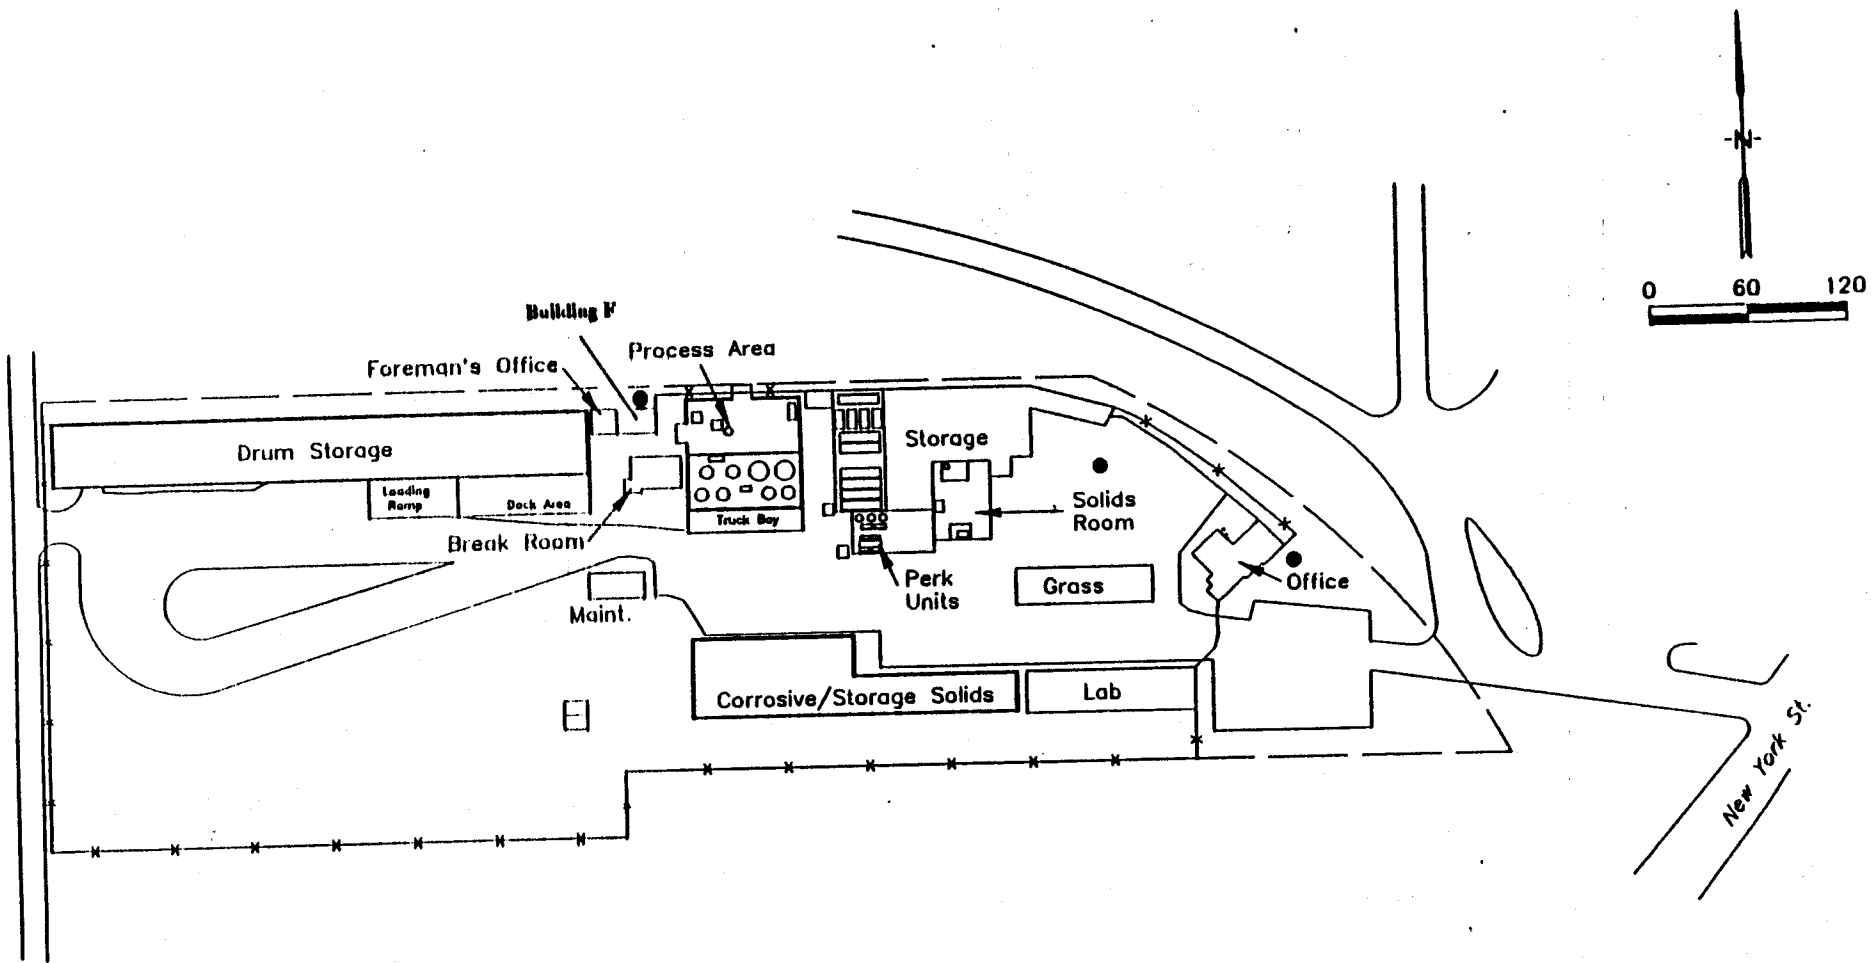 N
0 60 120
Building F
Process Area
Foreman's Office
Drum Storage
Storage
Loading
Ramp
Dock Area
Truck Bay
Solids
Room
Break Room
Perk
Units
Grass
Office
Maint.
Corrosive/Storage Solids
Lab
New York St.